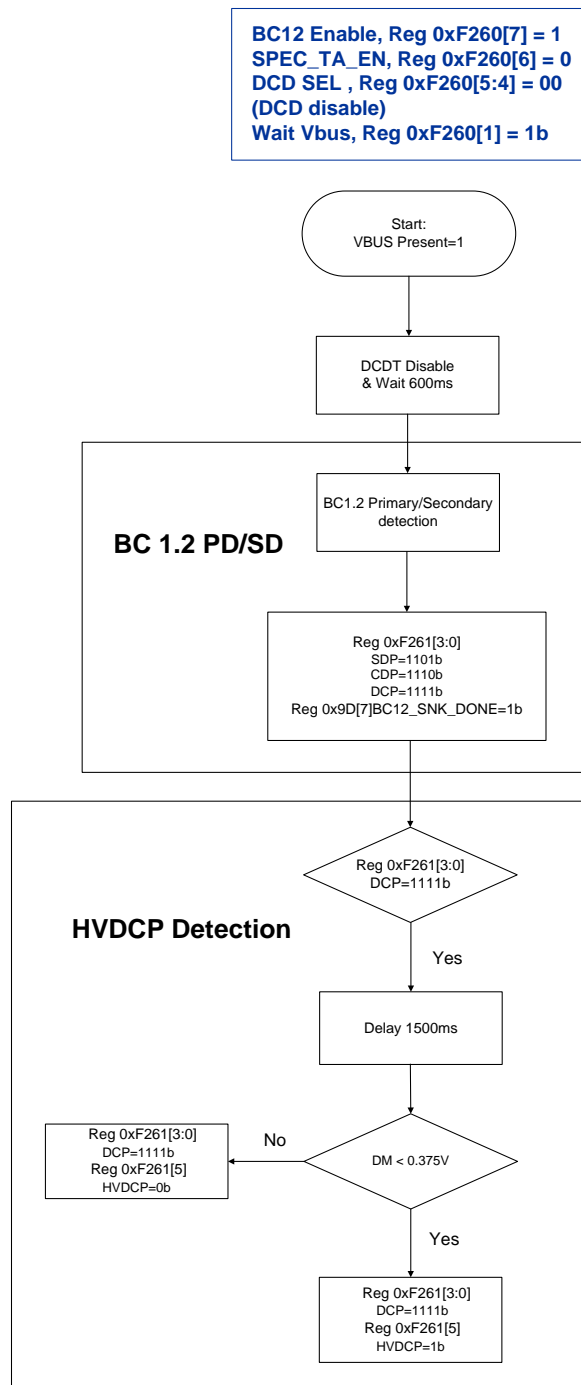 BC12 Enable, Reg 0xF260[7] = 1
SPEC_TA_EN, Reg 0xF260[6] = 0
DCD SEL , Reg 0xF260[5:4] = 00
(DCD disable)
Wait Vbus, Reg 0xF260[1] = 1b
Start:
VBUS Present=1
DCDT Disable
& Wait 600ms
BC1.2 Primary/Secondary
detection
BC 1.2 PD/SD
Reg 0xF261[3:0]
SDP=1101b
CDP=1110b
DCP=1111b
Reg 0x9D[7]BC12_SNK_DONE=1b
Reg 0xF261[3:0]
DCP=1111b
HVDCP Detection
Yes
Delay 1500ms
DM < 0.375V
No
Reg 0xF261[3:0]
DCP=1111b
Reg 0xF261[5]
HVDCP=0b
Yes
Reg 0xF261[3:0]
DCP=1111b
Reg 0xF261[5]
HVDCP=1b